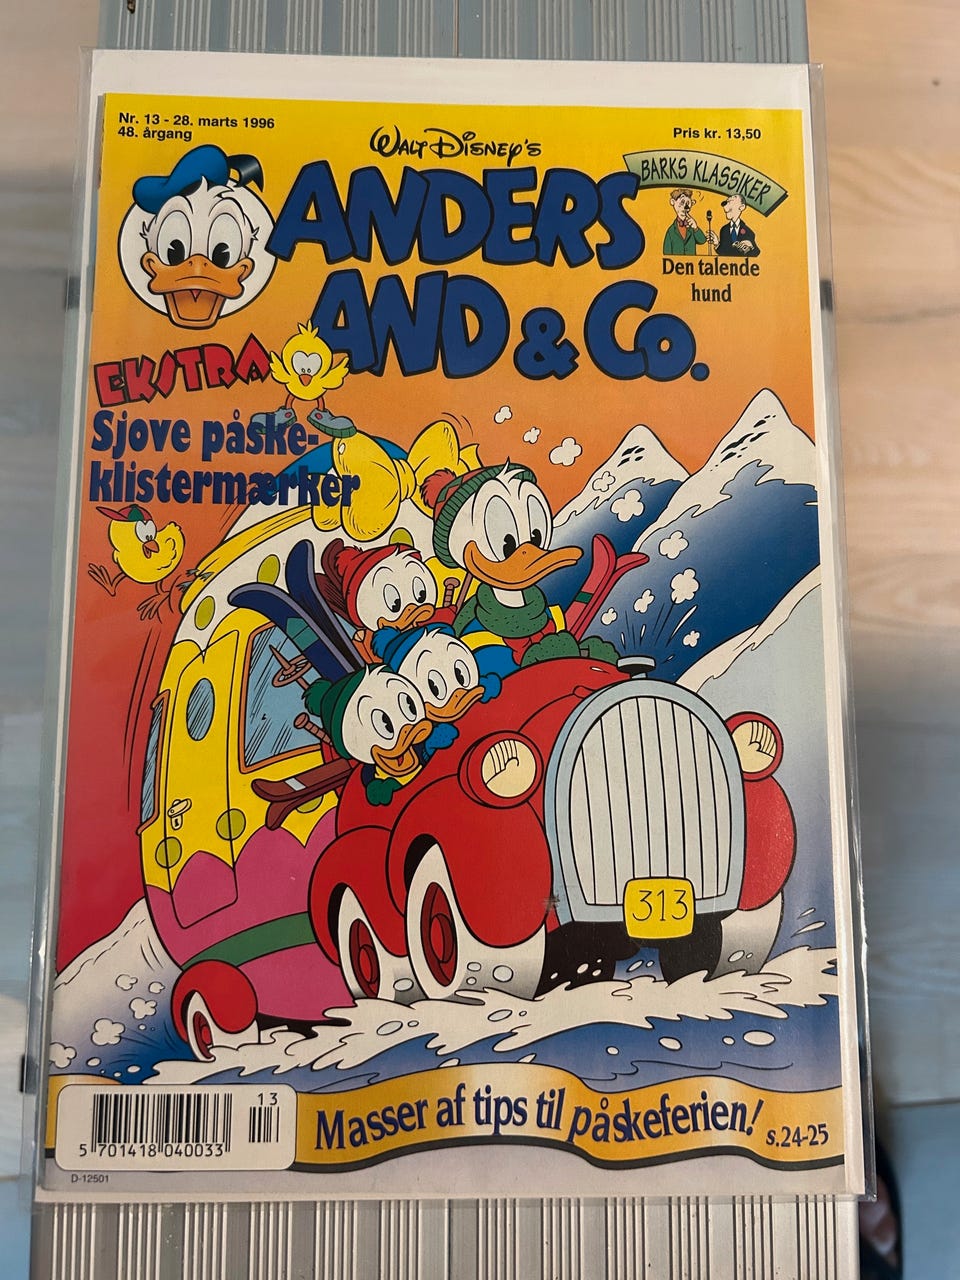 Nr. 13 - 28. marts 1996
48. årgang
Pris kr. 13,50
WALT DISNEY'S
ANDERS
AND & Co.
BARKS KLASSIKER
Den talende
hund
EKSTRA
Sjove påske-
klistermærker
313
13
5 701418 040033
Masser af tips til påskeferien! s.24-25
D-12501